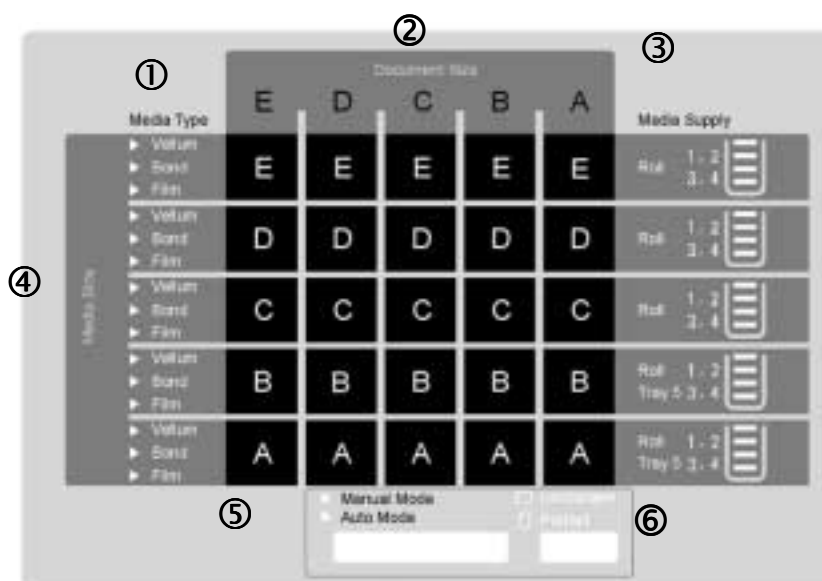 ②
① ③
Document Size
E D C B A
Media Type Media Supply
Vellum
Bond E E E E E Roll 1 . 2
Film 3 . 4
Vellum
Bond D D D D D Roll 1 . 2
Film 3 . 4
④ Media Size
Vellum
Bond C C C C C Roll 1 . 2
Film 3 . 4
Vellum
Bond B B B B B Roll 1 . 2
Film Tray 5 3 . 4
Vellum
Bond A A A A A Roll 1 . 2
Film Tray 5 3 . 4
⑤ Manual Mode
Auto Mode ⑥